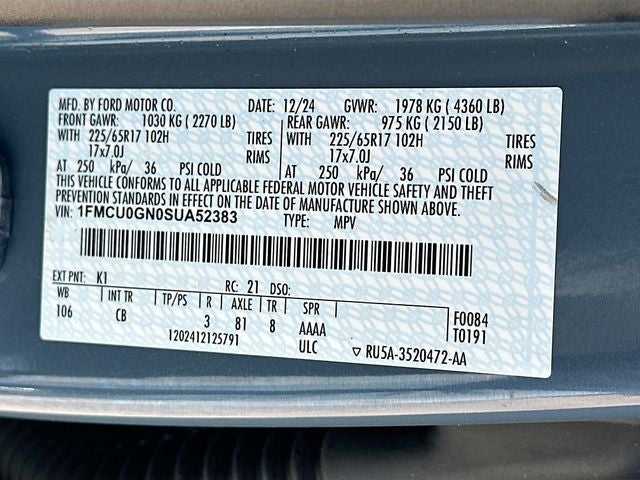 MFD. BY FORD MOTOR CO. DATE: 12/24 GVWR: 1978 KG ( 4360 LB)
FRONT GAWR: 1030 KG ( 2270 LB) REAR GAWR: 975 KG ( 2150 LB)
WITH 225/65R17 102H TIRES WITH 225/65R17 102H TIRES
17x7.0J RIMS 17x7.0J RIMS
AT 250 kPa/ 36 PSI COLD AT 250 kPa/ 36 PSI COLD
THIS VEHICLE CONFORMS TO ALL APPLICABLE FEDERAL MOTOR VEHICLE SAFETY AND THEFT
PREVENTION STANDARDS IN EFFECT ON THE DATE OF MANUFACTURE SHOWN ABOVE.
VIN: 1FMCU0GN0SUA52383 TYPE: MPV
EXT PNT: K1 RC: 21 DSO:
WB INT TR TP/PS R AXLE TR SPR
106 CB 3 81 8 AAAA F0084
1202412125791 ULC T0191
RU5A-3520472-AA